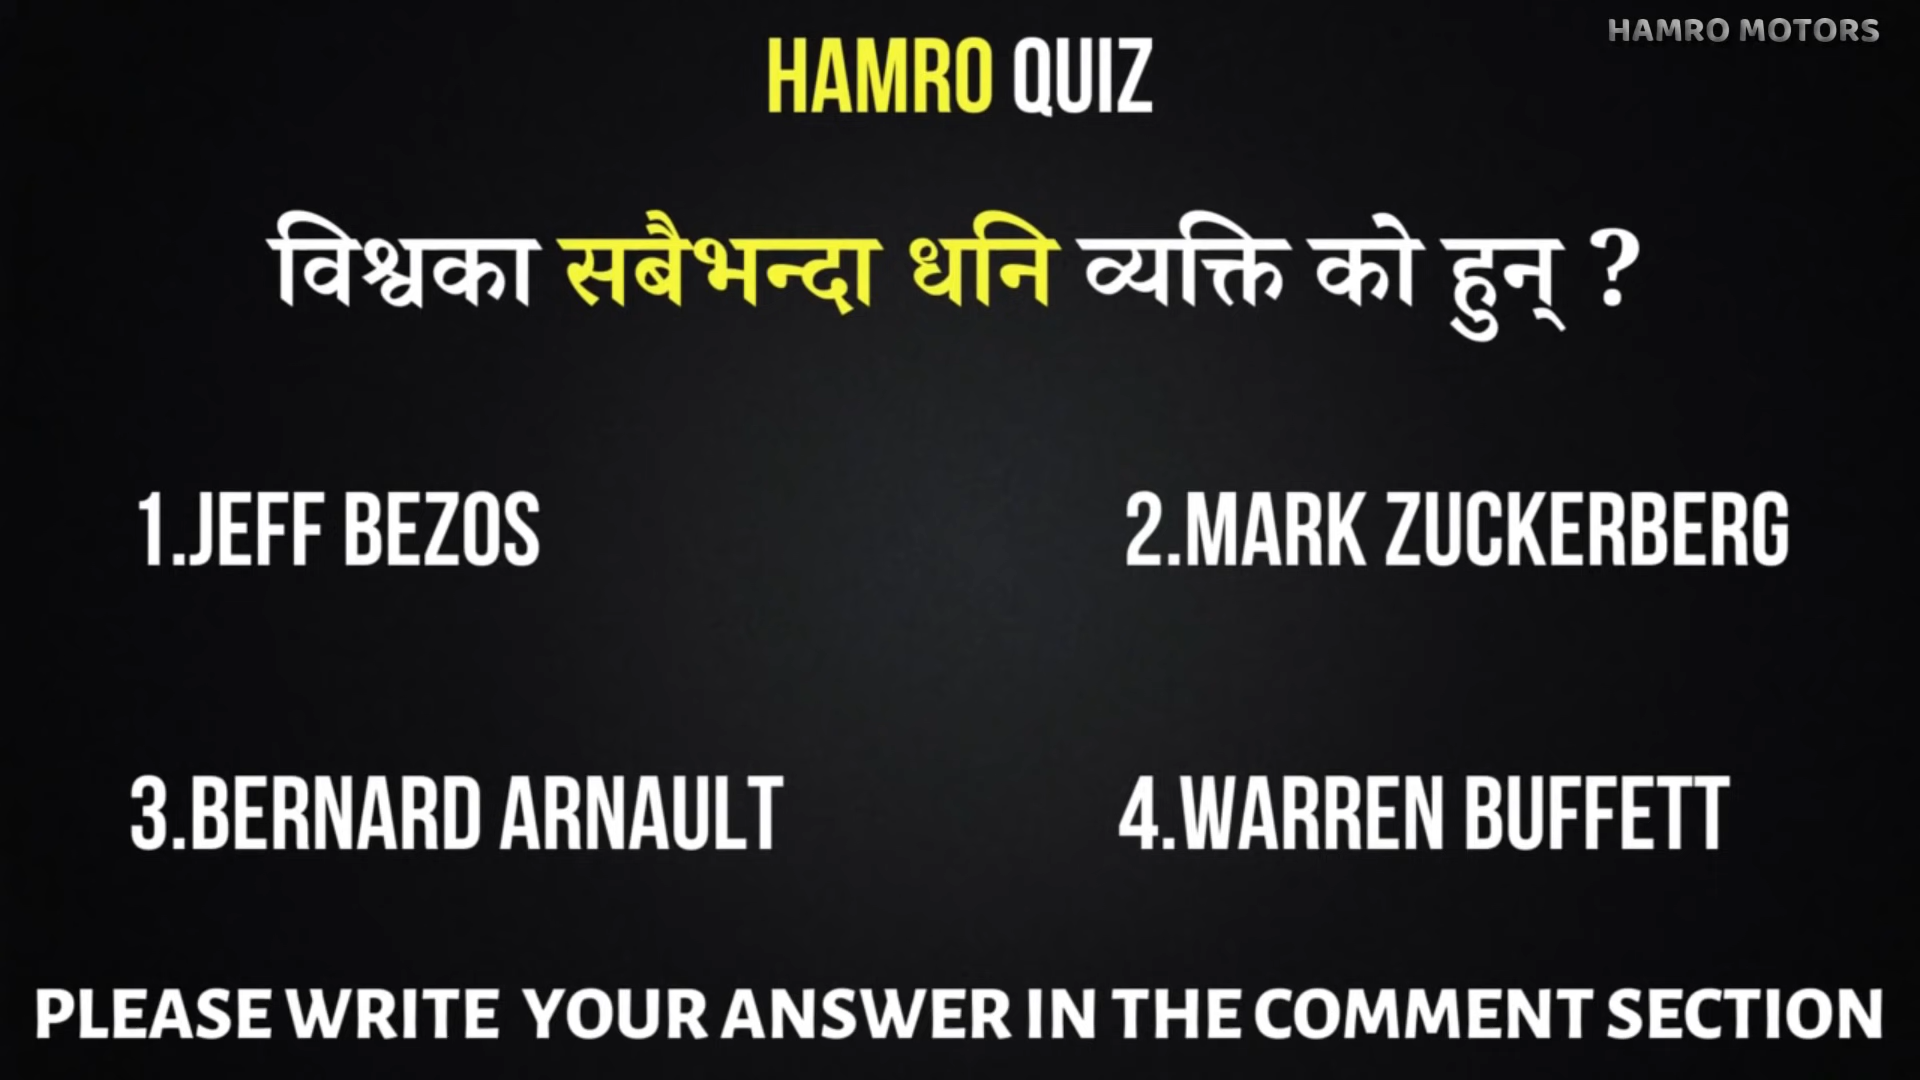 HAMRO MOTORS
HAMRO QUIZ
विश्वका सबैभन्दा धनि व्यक्ति को हुन् ?
1.JEFF BEZOS
2.MARK ZUCKERBERG
3.BERNARD ARNAULT
4.WARREN BUFFETT
PLEASE WRITE YOUR ANSWER IN THE COMMENT SECTION